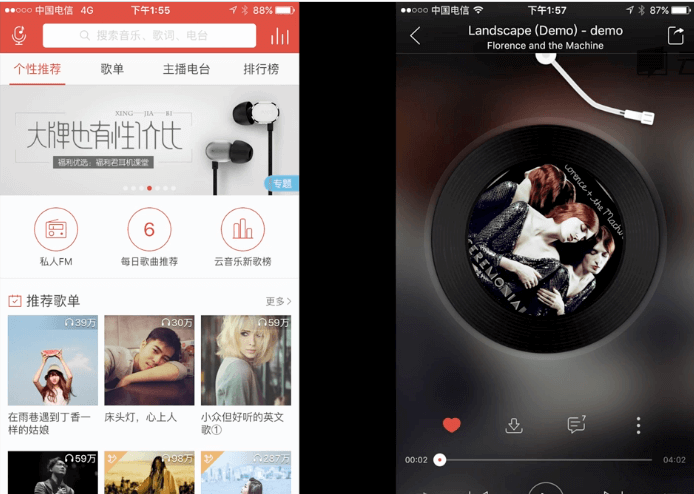 中国电信 4G
下午1:55
88%
搜索音乐、歌词、电台
个性推荐
歌单
主播电台
排行榜
XING JIA BI
大牌也有性价比
福利优选:福利君耳机课堂
专题
6
私人FM
每日歌曲推荐
云音乐新歌榜
推荐歌单
更多
39万
30万
59万
在雨巷遇到丁香一
样的姑娘
床头灯,心上人
小众但好听的英文
歌①
59万
98万
287万
中国电信
下午1:57
87%
Landscape (Demo) - demo
Florence and the Machine
云
Florence + the Machine
CEREMONIALS
7
00:02
04:02